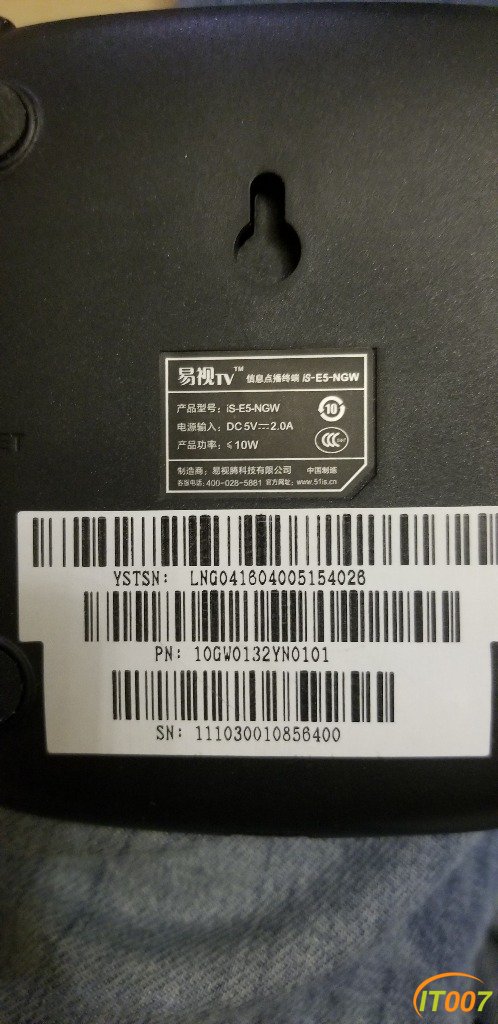 易视TV™ 信息点播终端 iS-E5-NGW
产品型号：iS-E5-NGW
10
电源输入：DC 5V⎓2.0A
产品功率：≤10W
制造商：易视腾科技有限公司 中国制造
客服电话：400-028-5881 官方网址：www.51is.cn
ET
YSTSN: LNG041604005154028
PN: 10GW0132YN0101
SN: 111030010856400
IT007